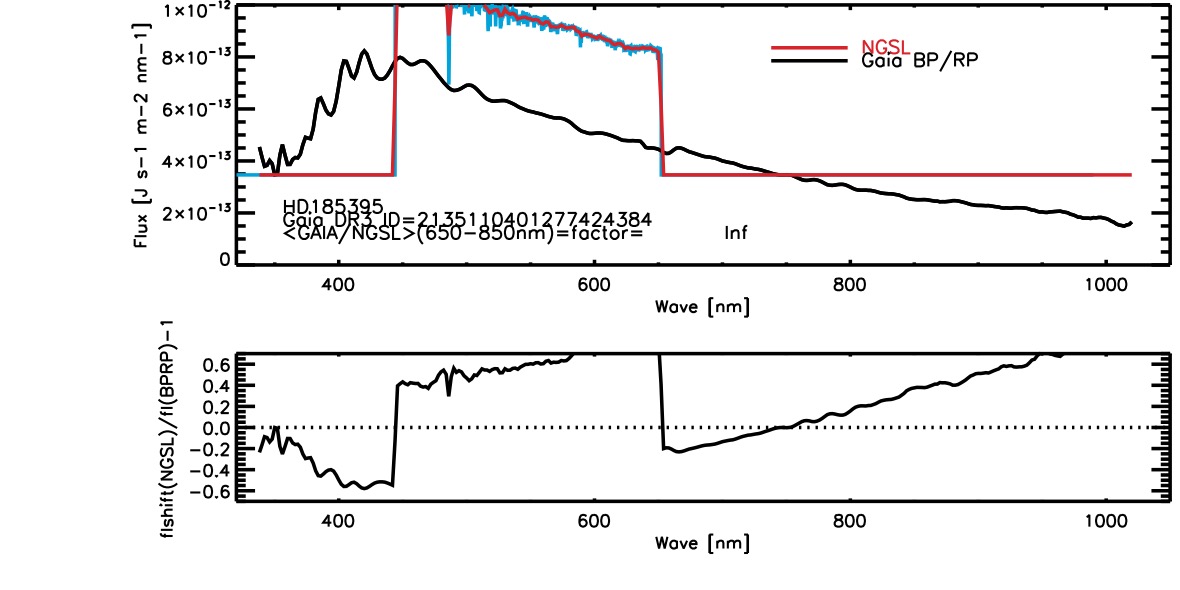 1×10−12
8×10−13
6×10−13
4×10−13
2×10−13
0
Flux [J s−1 m−2 nm−1]
NGSL
Gaia BP/RP
HD185395
Gaia DR3 ID=2135110401277424384
<GAIA/NGSL>(650−850nm)=factor= Inf
400 600 800 1000
Wave [nm]
flshift(NGSL)/fl(BPRP)−1
0.6
0.4
0.2
0.0
−0.2
−0.4
−0.6
400 600 800 1000
Wave [nm]